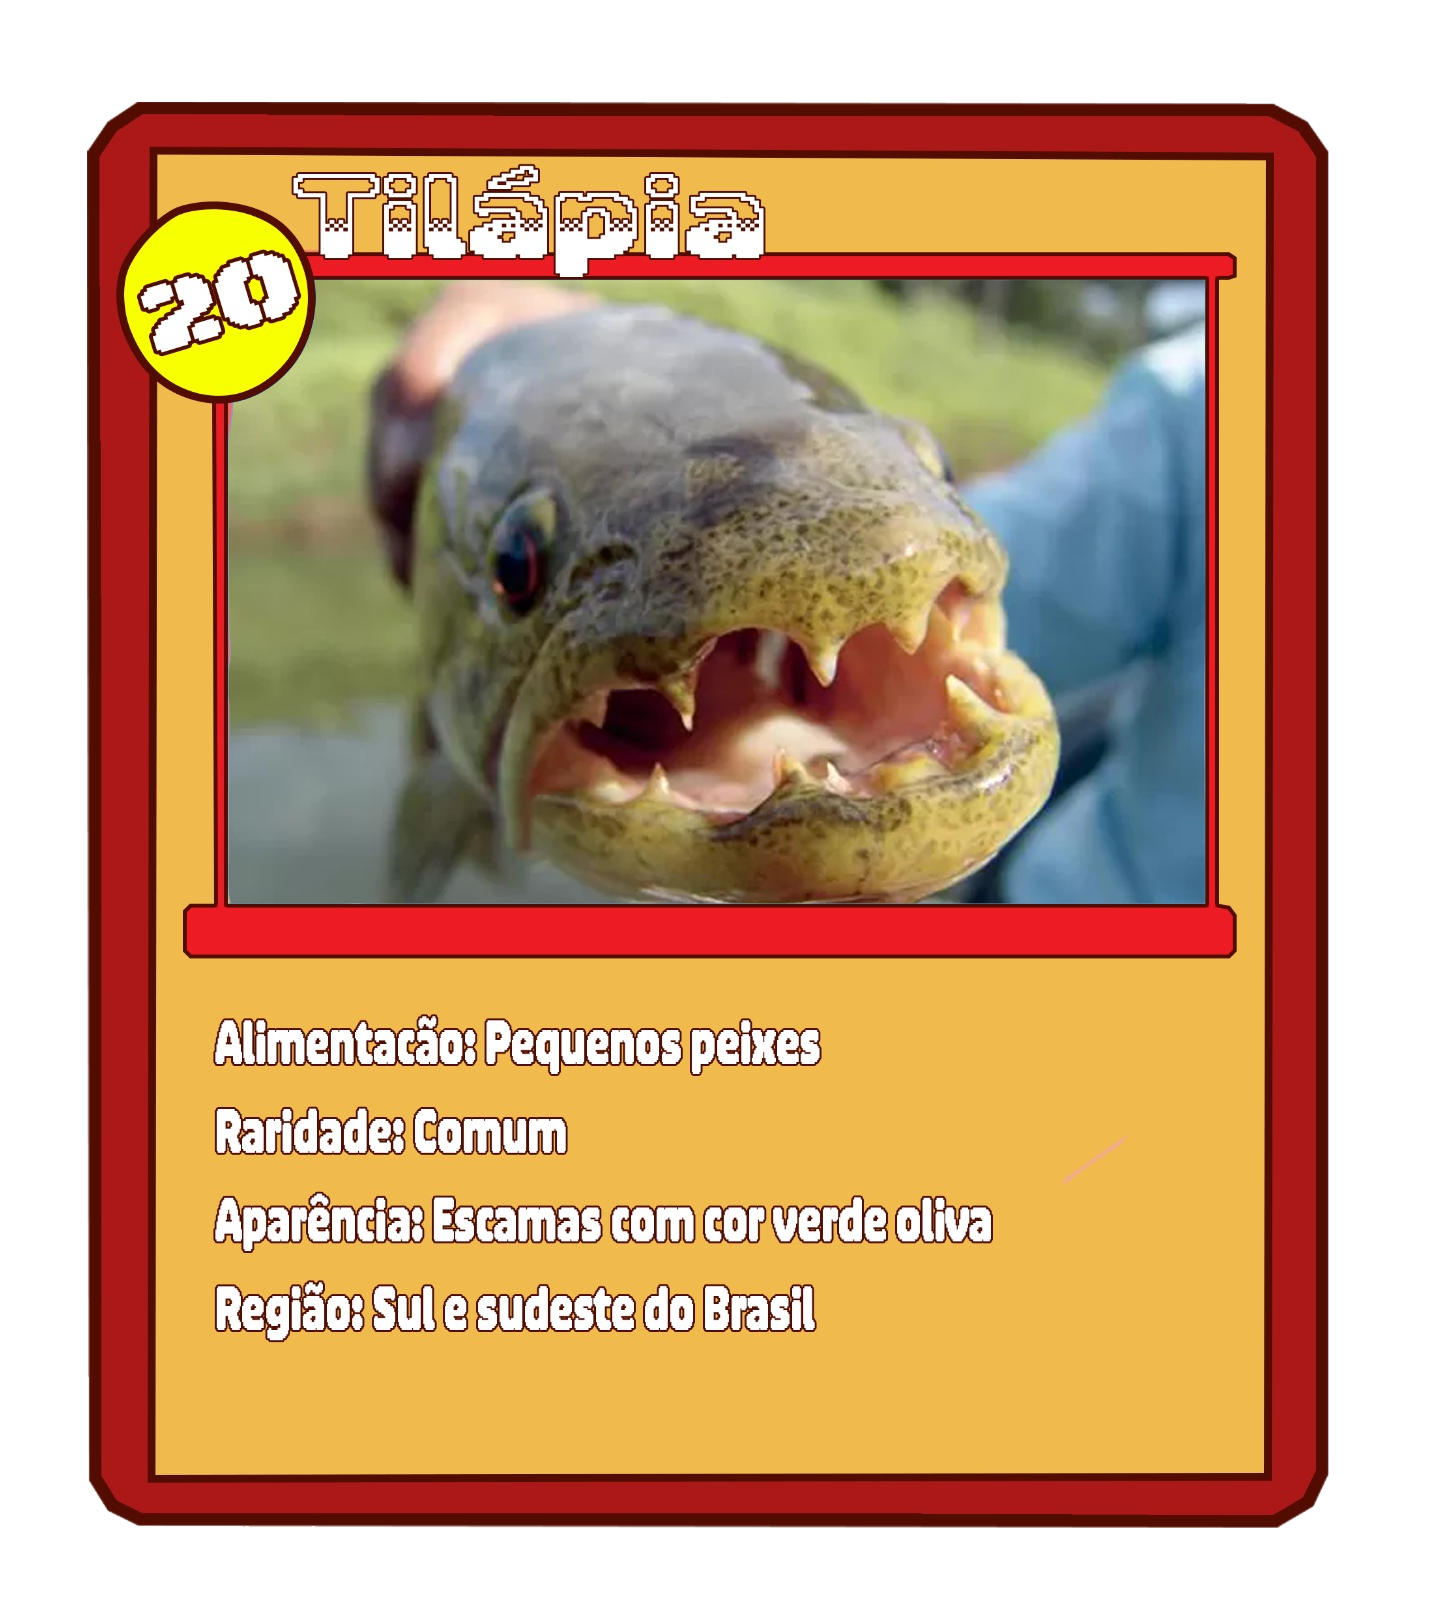 Tilápia
20
Alimentacão: Pequenos peixes
Raridade: Comum
Aparência: Escamas com cor verde oliva
Região: Sul e sudeste do Brasil